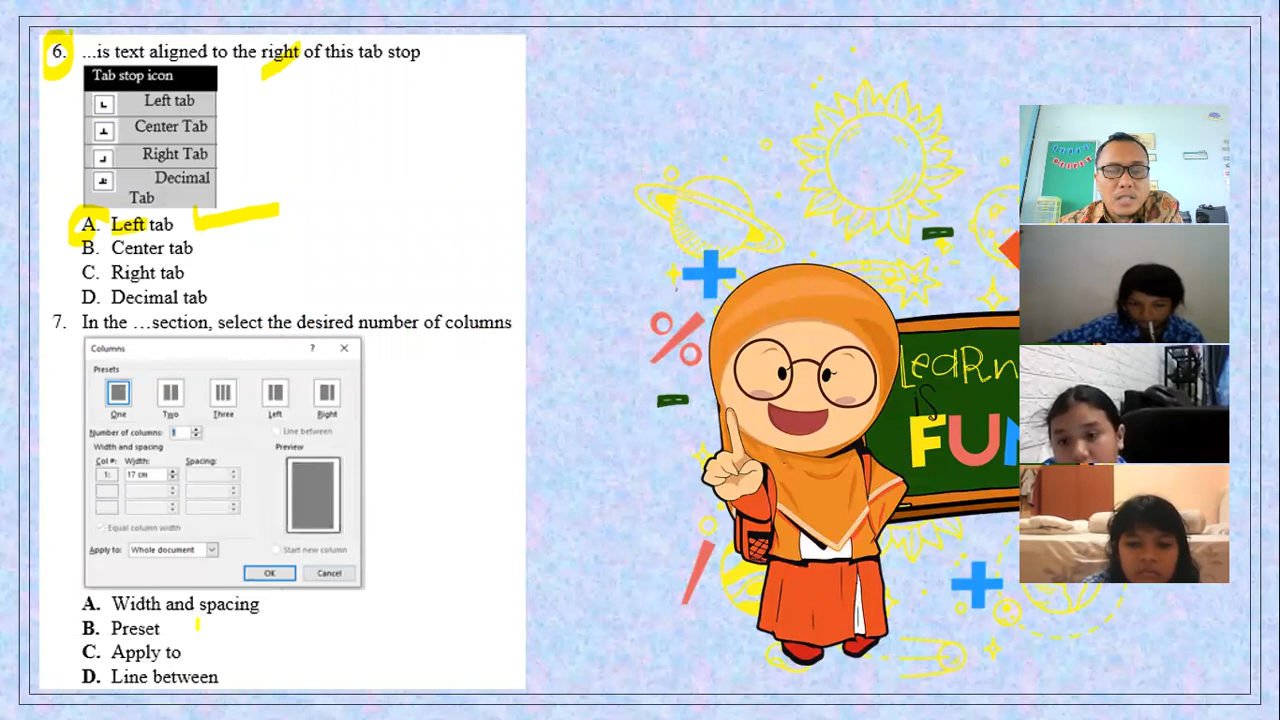 6. ...is text aligned to the right of this tab stop
Tab stop icon
Left tab
Center Tab
Right Tab
Decimal
Tab
A. Left tab
B. Center tab
C. Right tab
D. Decimal tab
7. In the ...section, select the desired number of columns
Columns ?
Presets
One Two Three Left Right
Number of columns: 1 Line between
Width and spacing Preview
Col #: Width: Spacing:
1: 17 cm
Equal column width
Apply to: Whole document Start new column
OK Cancel
A. Width and spacing
B. Preset
C. Apply to
D. Line between
LeaRn
is
FUN